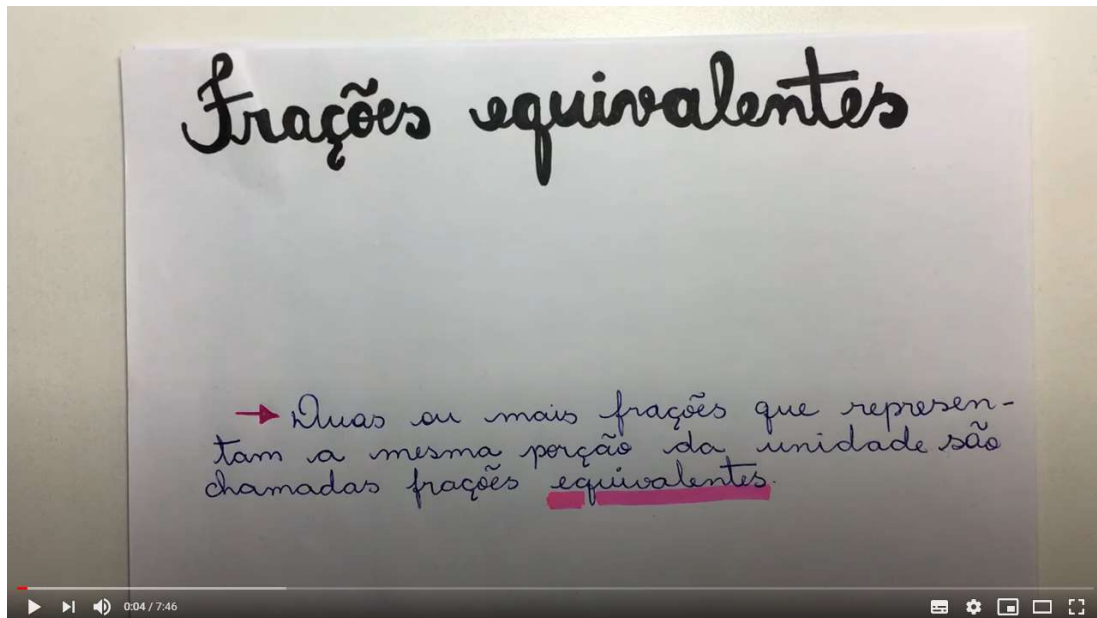 Frações equivalentes
→ Duas ou mais frações que represen-
tam a mesma porção da unidade são
chamadas frações equivalentes.
0:04 / 7:46